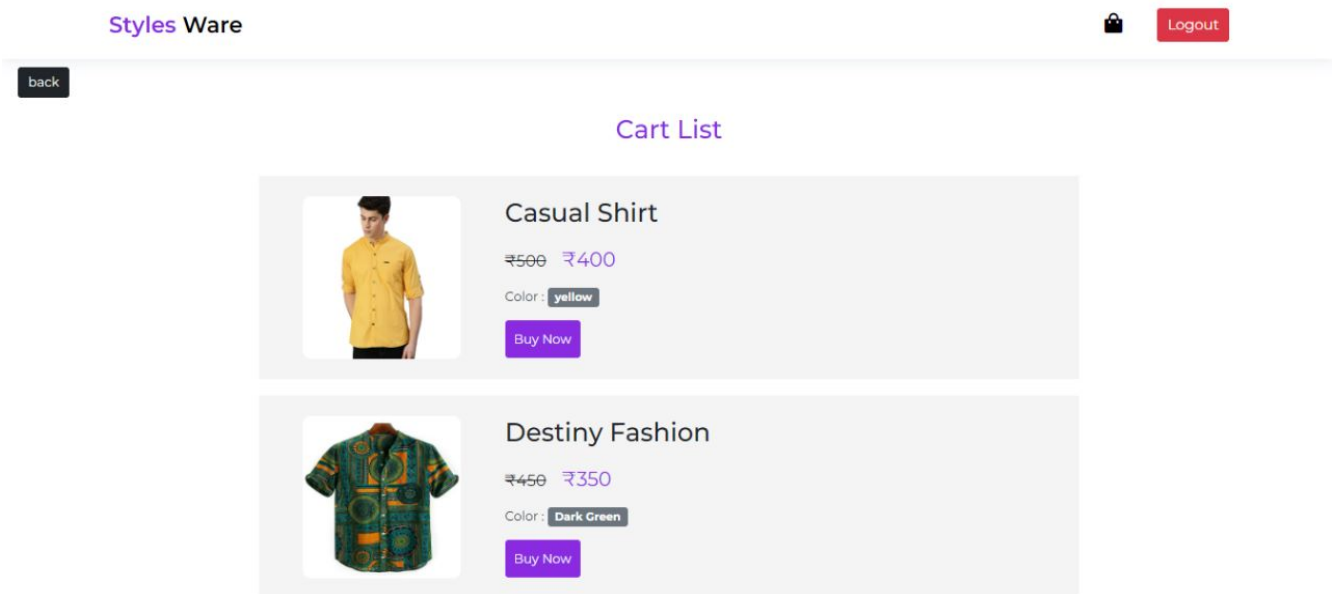 Styles Ware
Logout
back
Cart List
Casual Shirt
₹500 ₹400
Color : yellow
Buy Now
Destiny Fashion
₹450 ₹350
Color : Dark Green
Buy Now